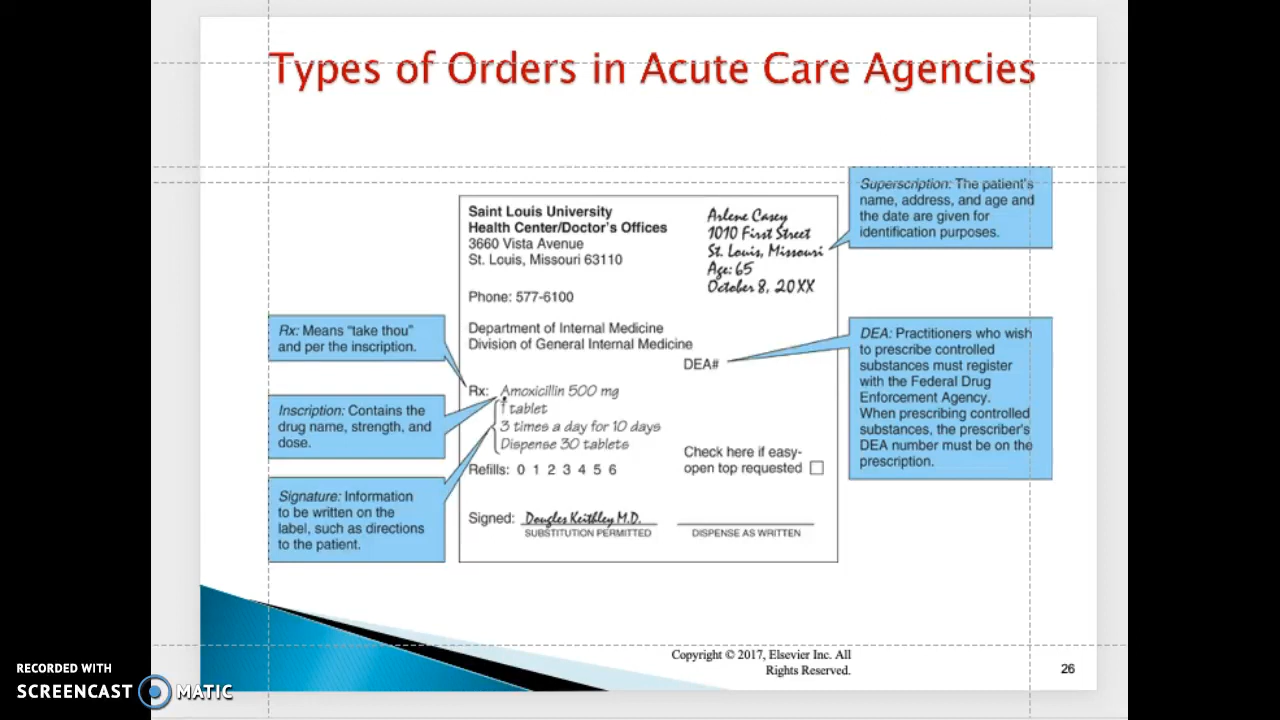 Types of Orders in Acute Care Agencies
Superscription: The patient's
name, address, and age and
the date are given for
identification purposes.
Saint Louis University
Health Center/Doctor's Offices
3660 Vista Avenue
St. Louis, Missouri 63110
Phone: 577-6100
Arlene Casey
1010 First Street
St. Louis, Missouri
Age: 65
October 8, 20XX
Department of Internal Medicine
Division of General Internal Medicine
DEA#
Rx: Means "take thou"
and per the inscription.
DEA: Practitioners who wish
to prescribe controlled
substances must register
with the Federal Drug
Enforcement Agency.
When prescribing controlled
substances, the prescriber's
DEA number must be on the
prescription.
Rx: Amoxicillin 500 mg
1 tablet
3 times a day for 10 days
Dispense 30 tablets
Inscription: Contains the
drug name, strength, and
dose.
Refills: 0 1 2 3 4 5 6
Check here if easy-
open top requested
Signature: Information
to be written on the
label, such as directions
to the patient.
Signed: Douglas Keithley M.D.
SUBSTITUTION PERMITTED
DISPENSE AS WRITTEN
Copyright © 2017, Elsevier Inc. All
Rights Reserved.
26
RECORDED WITH
SCREENCAST MATIC